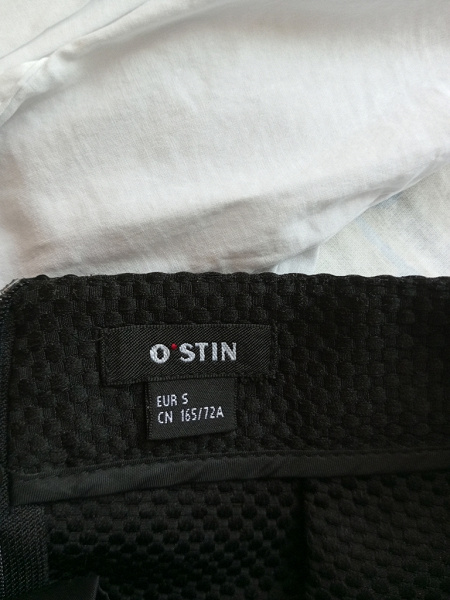 O'STIN
EUR S
CN 165/72A